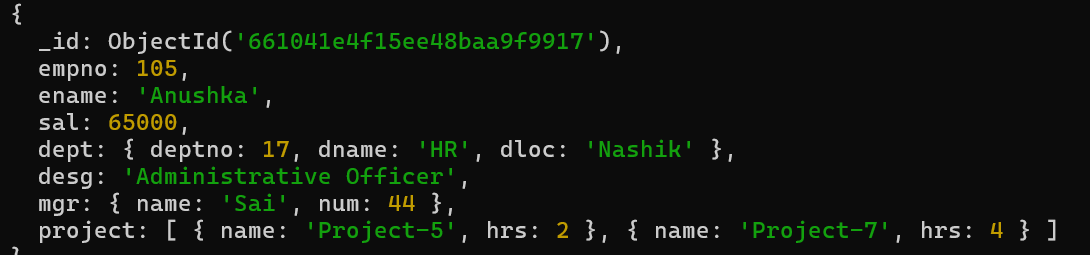 {
  _id: ObjectId('661041e4f15ee48baa9f9917'),
  empno: 105,
  ename: 'Anushka',
  sal: 65000,
  dept: { deptno: 17, dname: 'HR', dloc: 'Nashik' },
  desg: 'Administrative Officer',
  mgr: { name: 'Sai', num: 44 },
  project: [ { name: 'Project-5', hrs: 2 }, { name: 'Project-7', hrs: 4 } ]
}